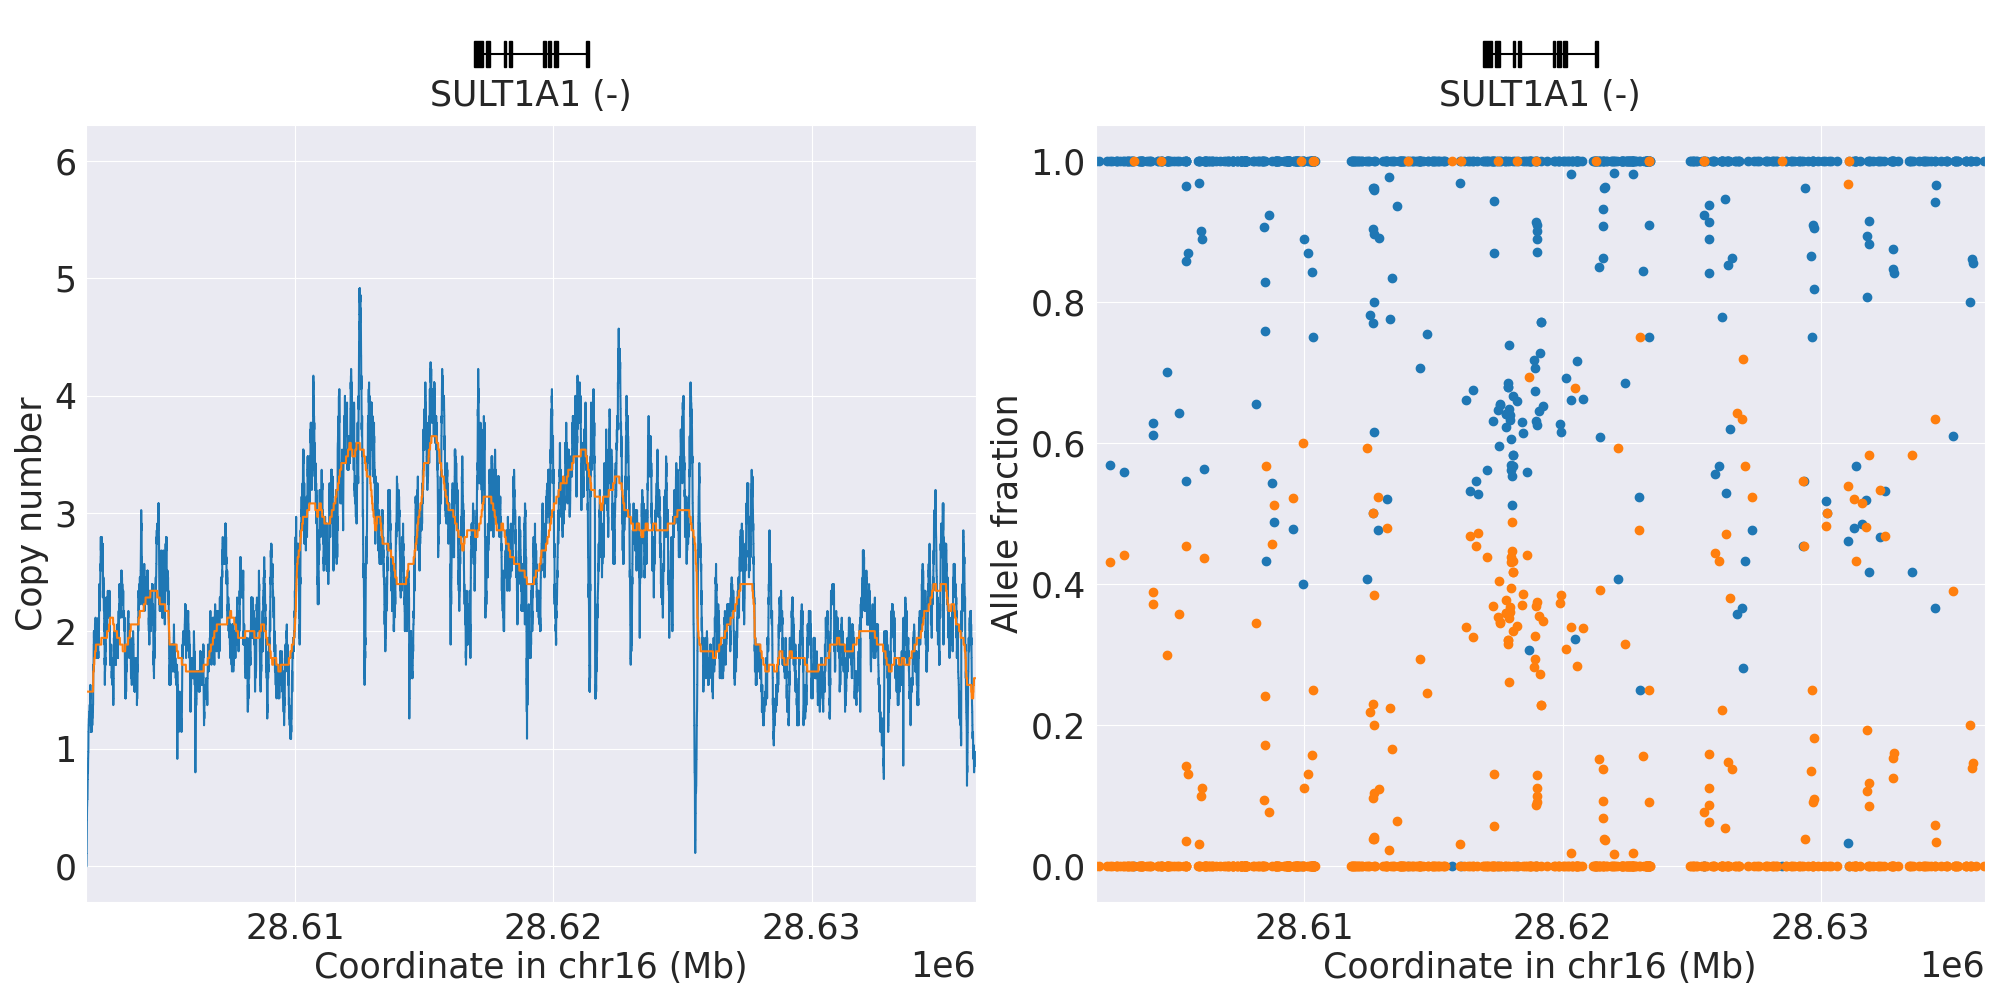 SULT1A1 (-)
6
5
4
3
2
1
0
Copy number
28.61
28.62
28.63
Coordinate in chr16 (Mb)
1e6
SULT1A1 (-)
1.0
0.8
0.6
0.4
0.2
0.0
Allele fraction
28.61
28.62
28.63
Coordinate in chr16 (Mb)
1e6